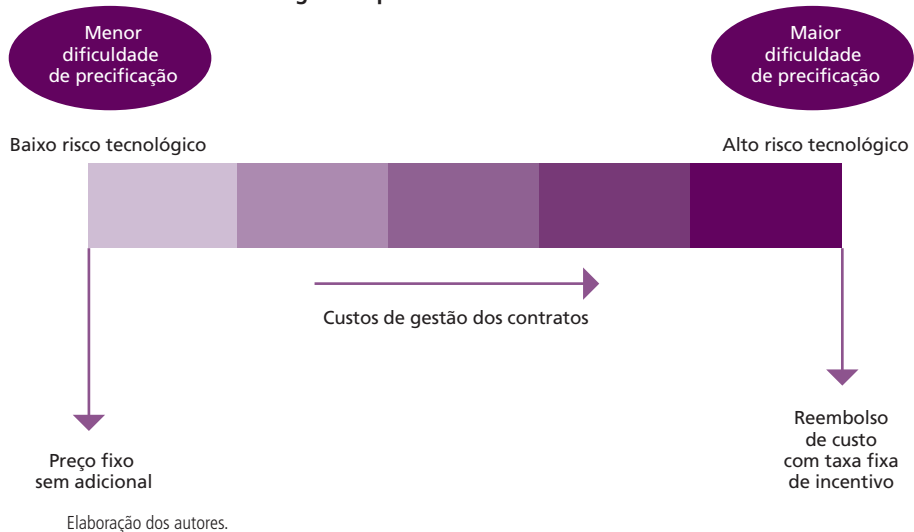 Menor
dificuldade
de precificação
Maior
dificuldade
de precificação
Baixo risco tecnológico
Alto risco tecnológico
Custos de gestão dos contratos
Preço fixo
sem adicional
Reembolso
de custo
com taxa fixa
de incentivo
Elaboração dos autores.